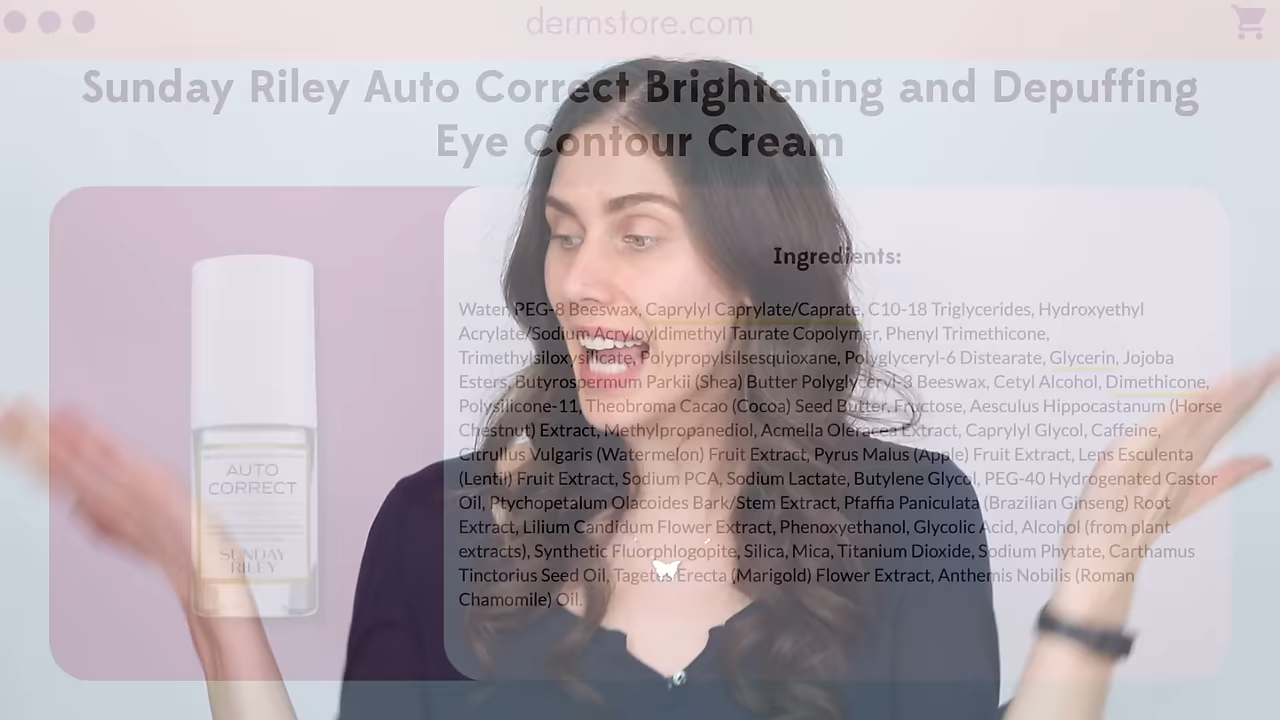 dermstore.com
Sunday Riley Auto Correct Brightening and Depuffing
Eye Contour Cream
Ingredients:
Water, PEG-8 Beeswax, Caprylyl Caprylate/Caprate, C10-18 Triglycerides, Hydroxyethyl
Acrylate/Sodium Acryloyldimethyl Taurate Copolymer, Phenyl Trimethicone,
Trimethylsiloxysilicate, Polypropylsilsesquioxane, Polyglyceryl-6 Distearate, Glycerin, Jojoba
Esters, Butyrospermum Parkii (Shea) Butter Polyglyceryl-3 Beeswax, Cetyl Alcohol, Dimethicone,
Polysilicone-11, Theobroma Cacao (Cocoa) Seed Butter, Fructose, Aesculus Hippocastanum (Horse
Chestnut) Extract, Methylpropanediol, Acmella Oleracea Extract, Caprylyl Glycol, Caffeine,
Citrullus Vulgaris (Watermelon) Fruit Extract, Pyrus Malus (Apple) Fruit Extract, Lens Esculenta
(Lentil) Fruit Extract, Sodium PCA, Sodium Lactate, Butylene Glycol, PEG-40 Hydrogenated Castor
Oil, Ptychopetalum Olacoides Bark/Stem Extract, Pfaffia Paniculata (Brazilian Ginseng) Root
Extract, Lilium Candidum Flower Extract, Phenoxyethanol, Glycolic Acid, Alcohol (from plant
extracts), Synthetic Fluorphlogopite, Silica, Mica, Titanium Dioxide, Sodium Phytate, Carthamus
Tinctorius Seed Oil, Tagetes Erecta (Marigold) Flower Extract, Anthemis Nobilis (Roman
Chamomile) Oil.
AUTO
CORRECT
SUNDAY
RILEY